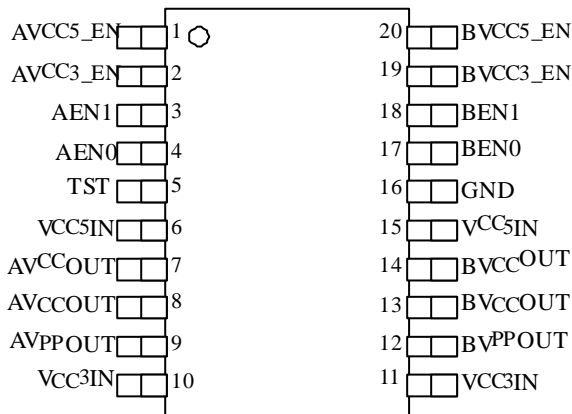 AVCC5_EN 1 20 BVCC5_EN
AVCC3_EN 2 19 BVCC3_EN
AEN1 3 18 BEN1
AEN0 4 17 BEN0
TST 5 16 GND
VCC5IN 6 15 VCC5IN
AVCCOUT 7 14 BVCCOUT
AVCCOUT 8 13 BVCCOUT
AVPPOUT 9 12 BVPPOUT
VCC3IN 10 11 VCC3IN